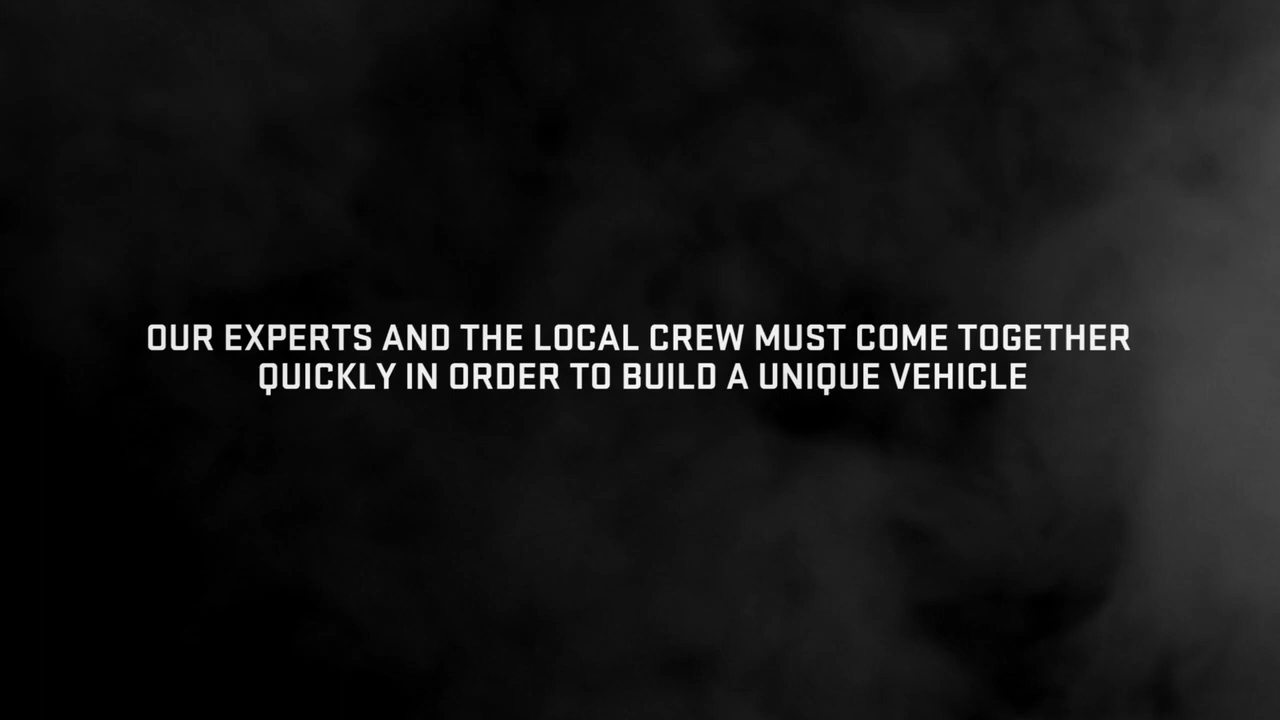 OUR EXPERTS AND THE LOCAL CREW MUST COME TOGETHER
QUICKLY IN ORDER TO BUILD A UNIQUE VEHICLE